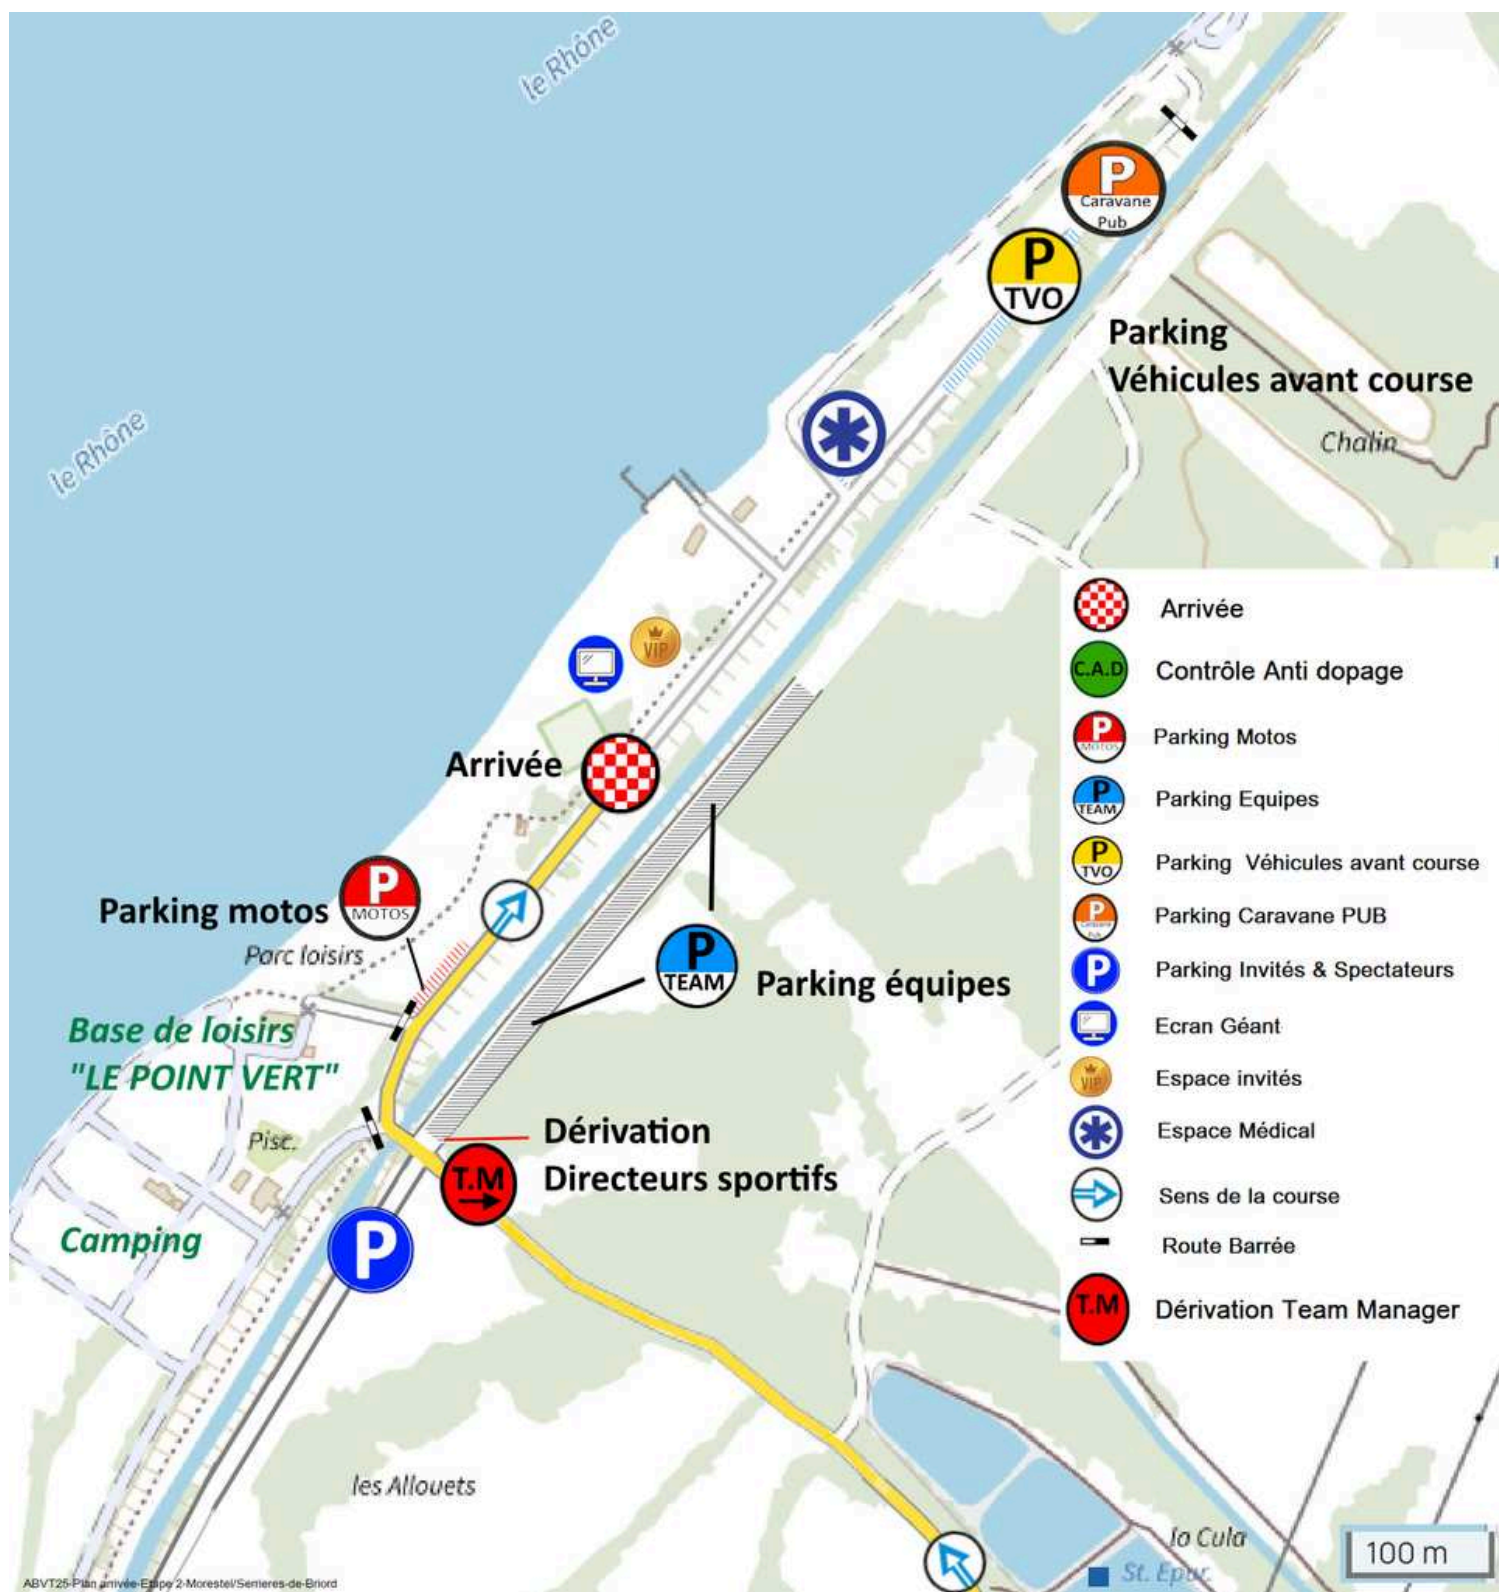 le Rhône
le Rhône
P
Caravane
Pub
P
TVO
Parking
Véhicules avant course
Chalin
VIP
Arrivée
P
MOTOS
Parking motos
Parc loisirs
P
TEAM
Parking équipes
Base de loisirs
"LE POINT VERT"
Pisc.
Dérivation
Directeurs sportifs
T.M
Camping
P
les Allouets
la Cula
St. Epur.
100 m
Arrivée
C.A.D
Contrôle Anti dopage
P
MOTOS
Parking Motos
P
TEAM
Parking Equipes
P
TVO
Parking Véhicules avant course
P
Caravane
Pub
Parking Caravane PUB
P
Parking Invités & Spectateurs
Ecran Géant
VIP
Espace invités
Espace Médical
Sens de la course
Route Barrée
T.M
Dérivation Team Manager
ABVT25-Plan arrivée-Etape 2-Morestel/Serrieres-de-Briord